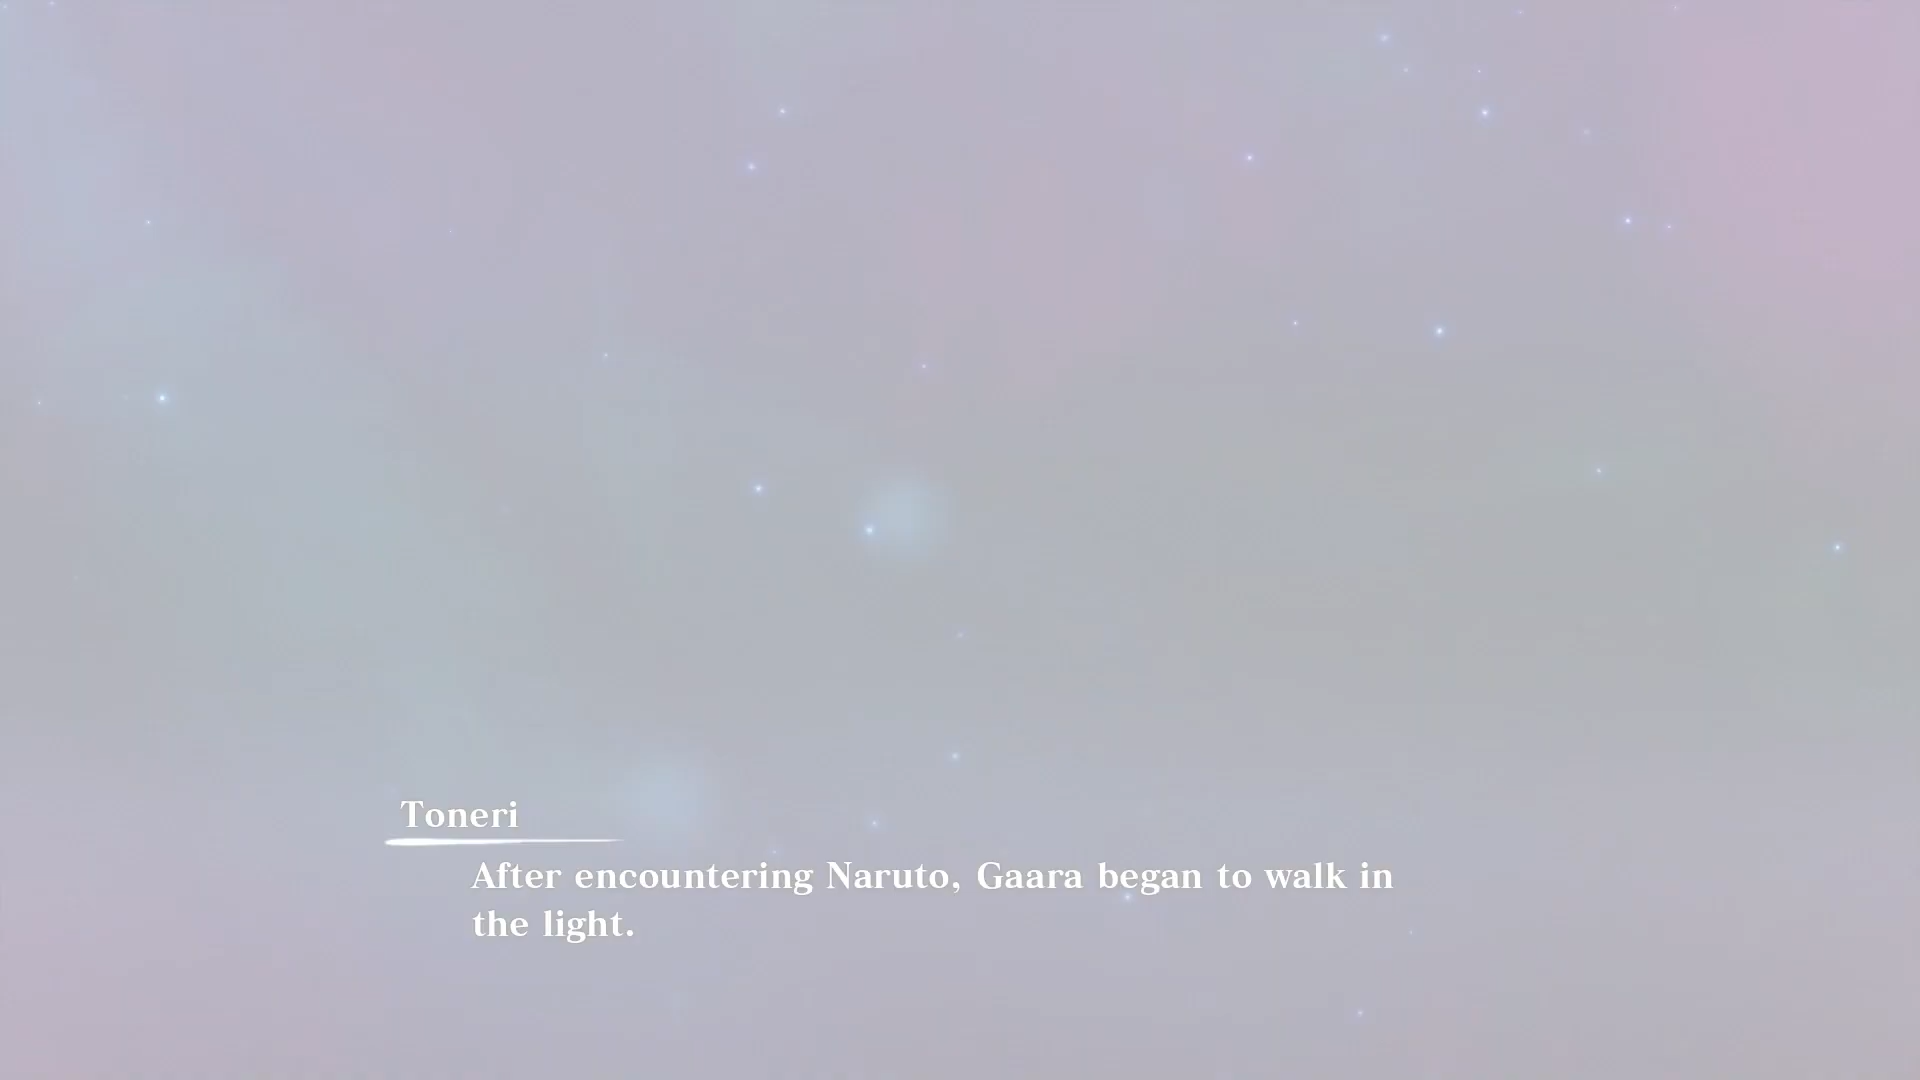 Toneri
After encountering Naruto, Gaara began to walk in
the light.